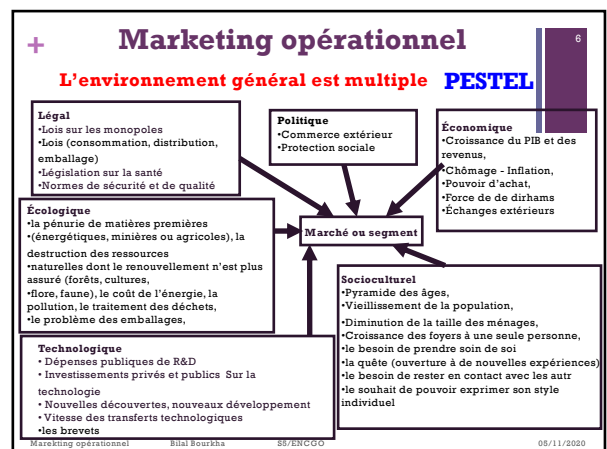 + Marketing opérationnel 6
L'environnement général est multiple PESTEL
Légal
•Lois sur les monopoles
•Lois (consommation, distribution,
emballage)
•Législation sur la santé
•Normes de sécurité et de qualité
Politique
•Commerce extérieur
•Protection sociale
Économique
•Croissance du PIB et des
revenus,
•Chômage - Inflation,
•Pouvoir d'achat,
•Force de de dirhams
•Échanges extérieurs
Écologique
•la pénurie de matières premières
•(énergétiques, minières ou agricoles), la
destruction des ressources
•naturelles dont le renouvellement n'est plus
assuré (forêts, cultures,
•flore, faune), le coût de l'énergie, la
pollution, le traitement des déchets,
•le problème des emballages,
Marché ou segment
Socioculturel
•Pyramide des âges,
•Vieillissement de la population,
•Diminution de la taille des ménages,
•Croissance des foyers à une seule personne,
•le besoin de prendre soin de soi
•la quête (ouverture à de nouvelles expériences)
•le besoin de rester en contact avec les autr
•le souhait de pouvoir exprimer son style
individuel
Technologique
• Dépenses publiques de R&D
• Investissements privés et publics Sur la
technologie
• Nouvelles découvertes, nouveaux développement
• Vitesse des transferts technologiques
•les brevets
Marekting opérationnel Bilal Bourkha S5/ENCGO 05/11/2020